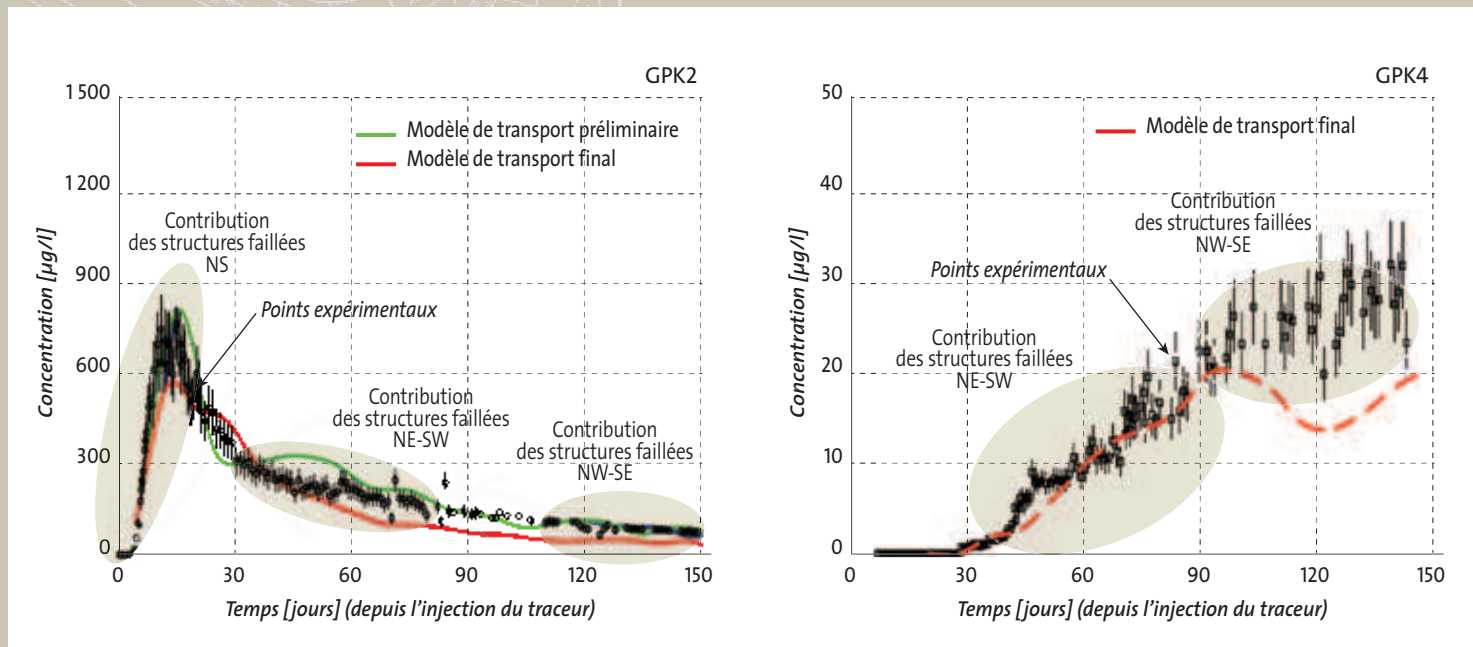 GPK2
1 500
1200
900
600
300
0
0
30
60
90
120
150
Concentration [µg/l]
Temps [jours] (depuis l'injection du traceur)
Modèle de transport préliminaire
Modèle de transport final
Contribution
des structures faillées
NS
Points expérimentaux
Contribution
des structures faillées
NE-SW
Contribution
des structures faillées
NW-SE
GPK4
50
40
30
20
10
0
0
30
60
90
120
150
Concentration [µg/l]
Temps [jours] (depuis l'injection du traceur)
Modèle de transport final
Contribution
des structures faillées
NW-SE
Points expérimentaux
Contribution
des structures faillées
NE-SW